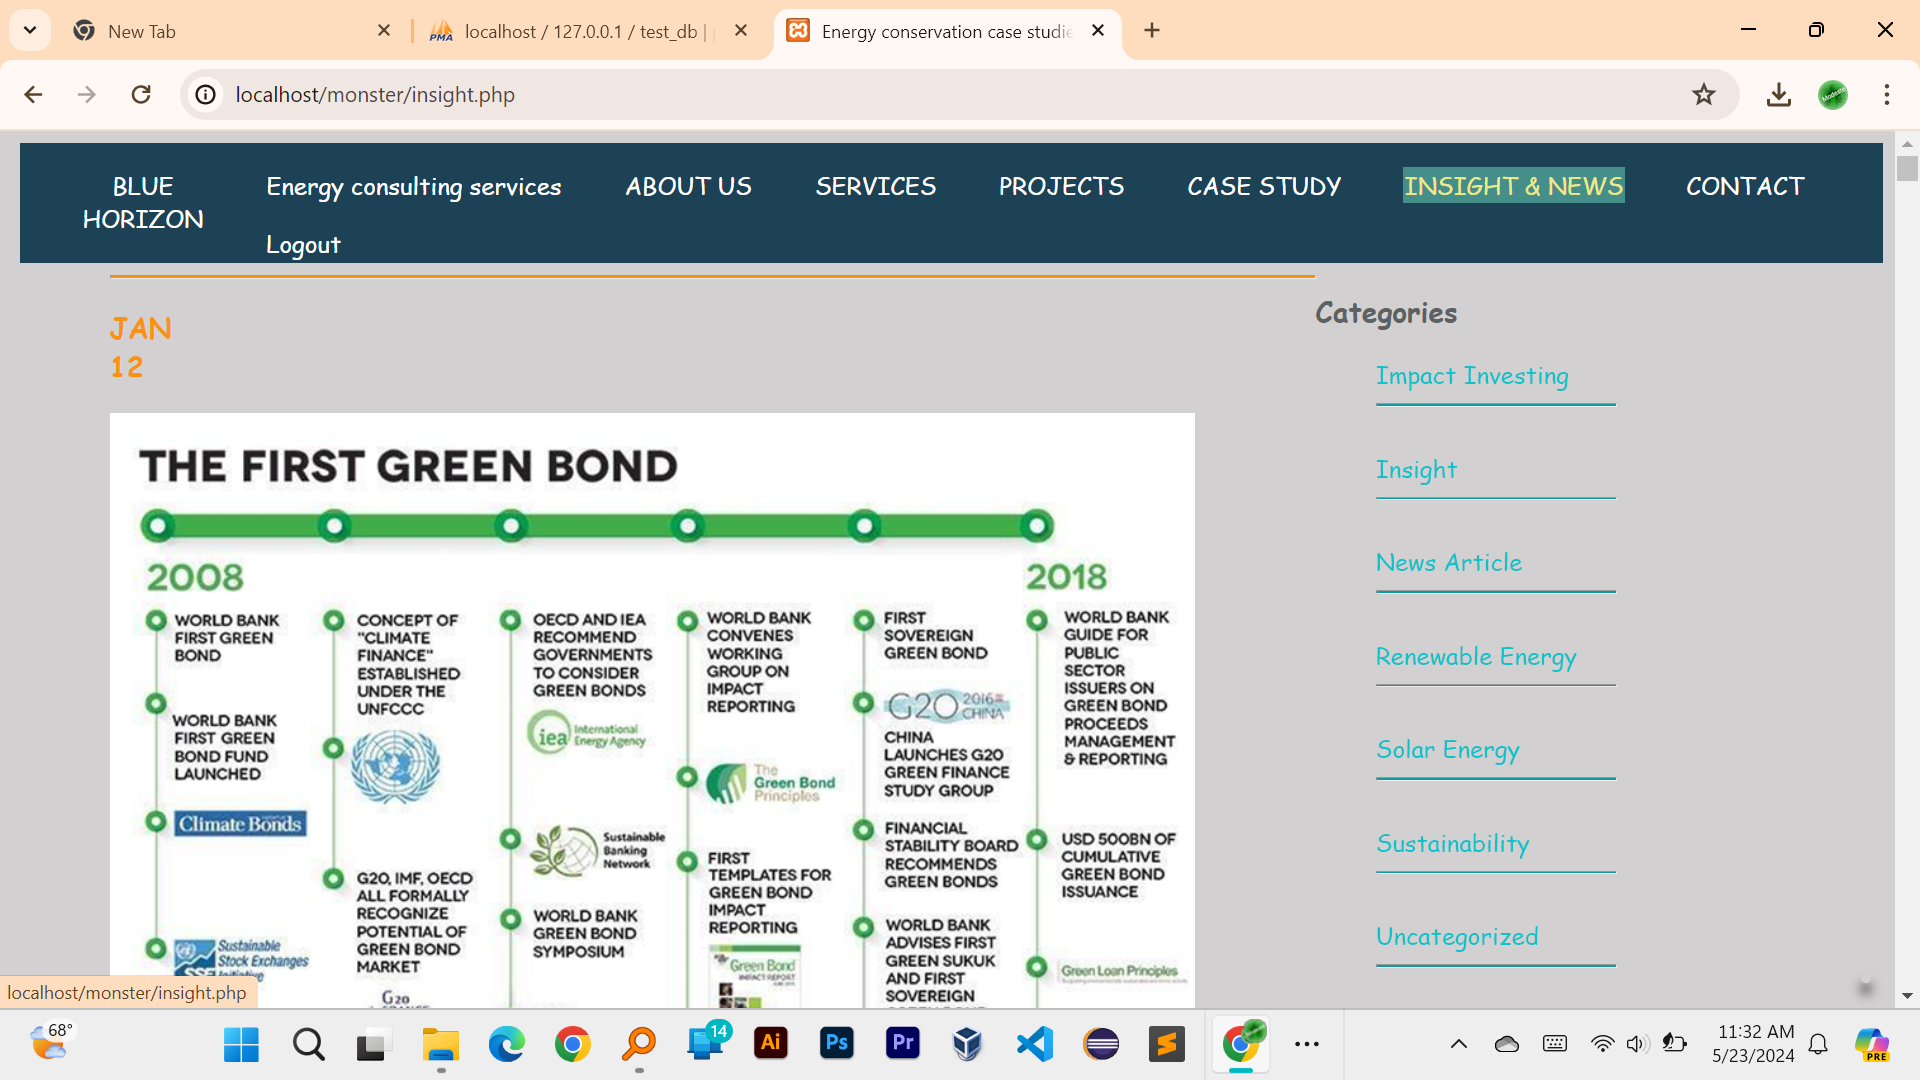 New Tab
localhost / 127.0.0.1 / test_db |
Energy conservation case studie
localhost/monster/insight.php
BLUE
HORIZON
Energy consulting services
ABOUT US
SERVICES
PROJECTS
CASE STUDY
INSIGHT & NEWS
CONTACT
Logout
JAN
12
Categories
Impact Investing
Insight
News Article
Renewable Energy
Solar Energy
Sustainability
Uncategorized
THE FIRST GREEN BOND
2008
2018
WORLD BANK
FIRST GREEN
BOND
WORLD BANK
FIRST GREEN
BOND FUND
LAUNCHED
Climate Bonds
Sustainable
Stock Exchanges
Initiative
CONCEPT OF
"CLIMATE
FINANCE"
ESTABLISHED
UNDER THE
UNFCCC
G20, IMF, OECD
ALL FORMALLY
RECOGNIZE
POTENTIAL OF
GREEN BOND
MARKET
G20
OECD AND IEA
RECOMMEND
GOVERNMENTS
TO CONSIDER
GREEN BONDS
iea
International
Energy Agency
Sustainable
Banking
Network
WORLD BANK
GREEN BOND
SYMPOSIUM
WORLD BANK
CONVENES
WORKING
GROUP ON
IMPACT
REPORTING
The
Green Bond
Principles
FIRST
TEMPLATES FOR
GREEN BOND
IMPACT
REPORTING
Green Bond
IMPACT REPORT
FIRST
SOVEREIGN
GREEN BOND
G20 2016
CHINA
CHINA
LAUNCHES G20
GREEN FINANCE
STUDY GROUP
FINANCIAL
STABILITY BOARD
RECOMMENDS
GREEN BONDS
WORLD BANK
ADVISES FIRST
GREEN SUKUK
AND FIRST
SOVEREIGN
WORLD BANK
GUIDE FOR
PUBLIC
SECTOR
ISSUERS ON
GREEN BOND
PROCEEDS
MANAGEMENT
& REPORTING
USD 500BN OF
CUMULATIVE
GREEN BOND
ISSUANCE
Green Loan Principles
localhost/monster/insight.php
68°
14
Ai
Ps
Pr
11:32 AM
5/23/2024
PRE